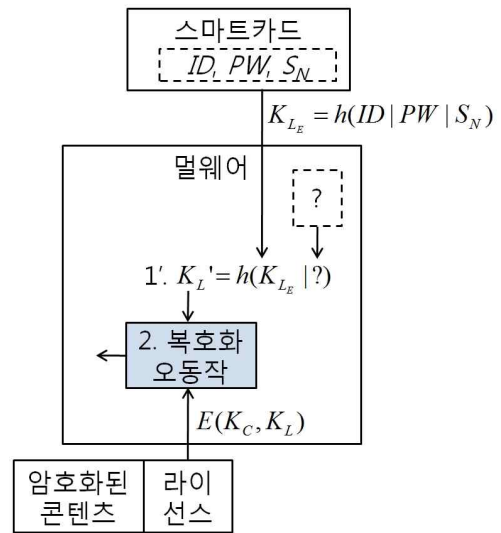 스마트카드
ID, PW, S_N
K_{L_E} = h(ID | PW | S_N)
멀웨어
?
1′. K_L' = h(K_{L_E} | ?)
2. 복호화
오동작
E(K_C, K_L)
암호화된
콘텐츠
라이
선스